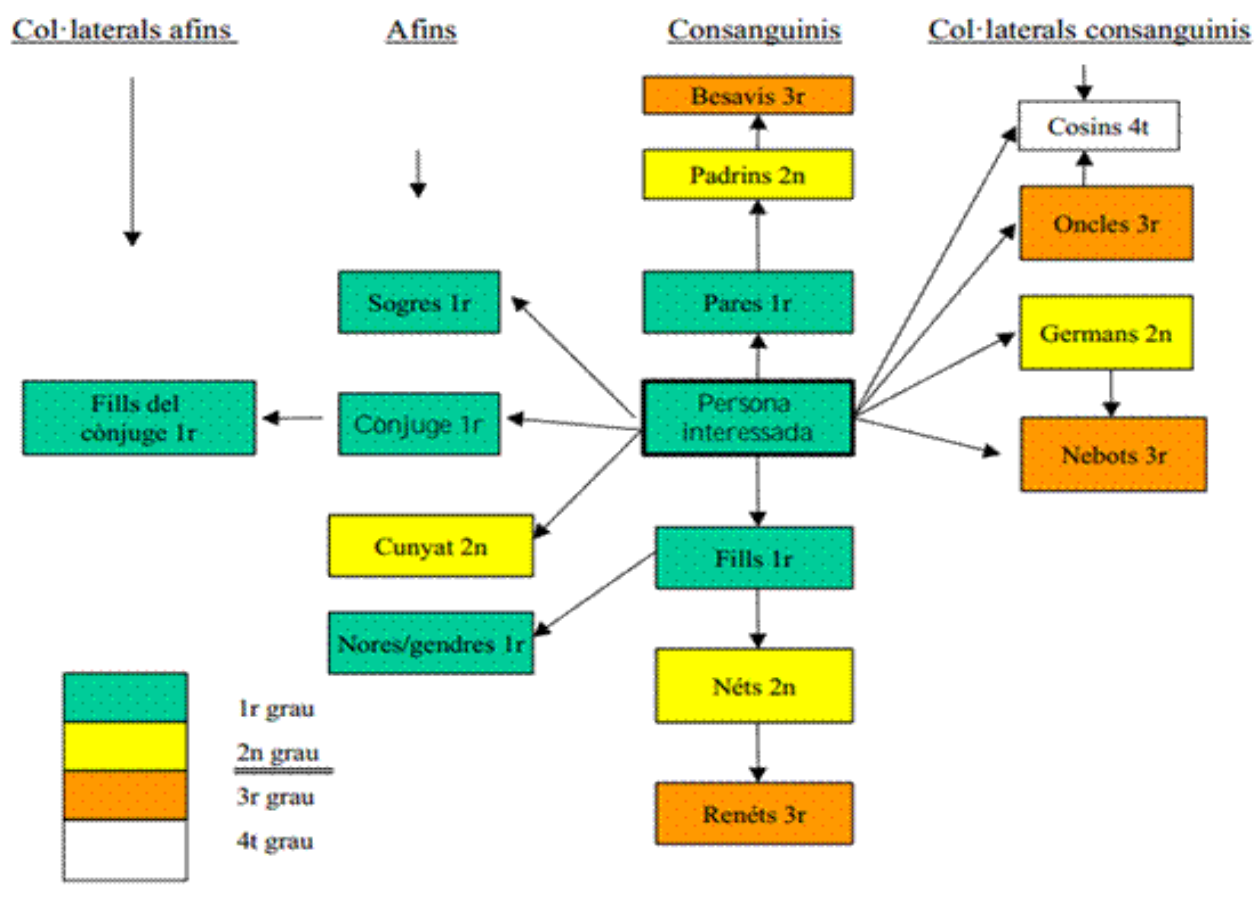 Col·laterals afins
Afins
Consanguinis
Col·laterals consanguinis
Besavis 3r
Cosins 4t
Padrins 2n
Oncles 3r
Sogres 1r
Pares 1r
Germans 2n
Fills del
cònjuge 1r
Cònjuge 1r
Persona
interessada
Nebots 3r
Cunyat 2n
Fills 1r
Nores/gendres 1r
Néts 2n
Renéts 3r
1r grau
2n grau
3r grau
4t grau